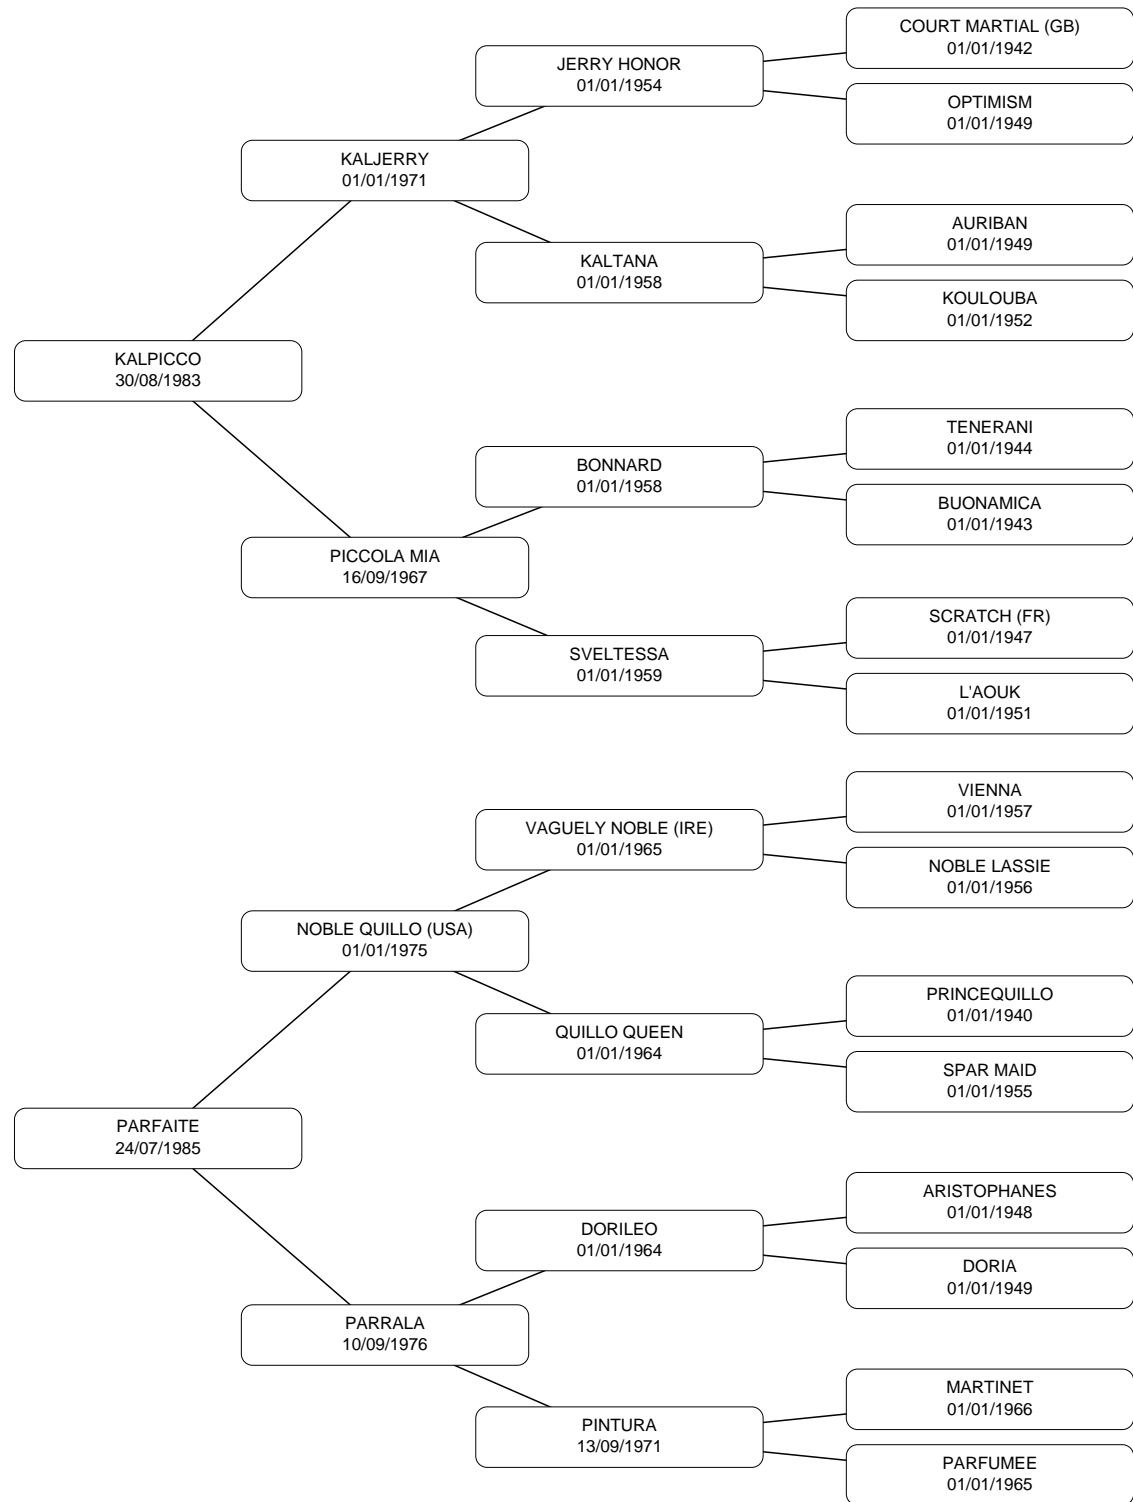 COURT MARTIAL (GB)
01/01/1942
JERRY HONOR
01/01/1954
OPTIMISM
01/01/1949
KALJERRY
01/01/1971
AURIBAN
01/01/1949
KALTANA
01/01/1958
KOULOUBA
01/01/1952
KALPICCO
30/08/1983
TENERANI
01/01/1944
BONNARD
01/01/1958
BUONAMICA
01/01/1943
PICCOLA MIA
16/09/1967
SCRATCH (FR)
01/01/1947
SVELTESSA
01/01/1959
L'AOUK
01/01/1951
VIENNA
01/01/1957
VAGUELY NOBLE (IRE)
01/01/1965
NOBLE LASSIE
01/01/1956
NOBLE QUILLO (USA)
01/01/1975
PRINCEQUILLO
01/01/1940
QUILLO QUEEN
01/01/1964
SPAR MAID
01/01/1955
PARFAITE
24/07/1985
ARISTOPHANES
01/01/1948
DORILEO
01/01/1964
DORIA
01/01/1949
PARRALA
10/09/1976
MARTINET
01/01/1966
PINTURA
13/09/1971
PARFUMEE
01/01/1965